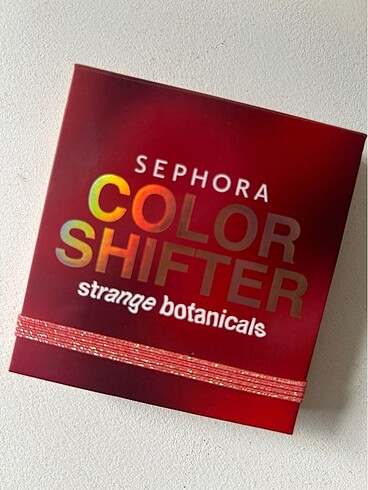 SEPHORA
COLOR
SHIFTER
strange botanicals